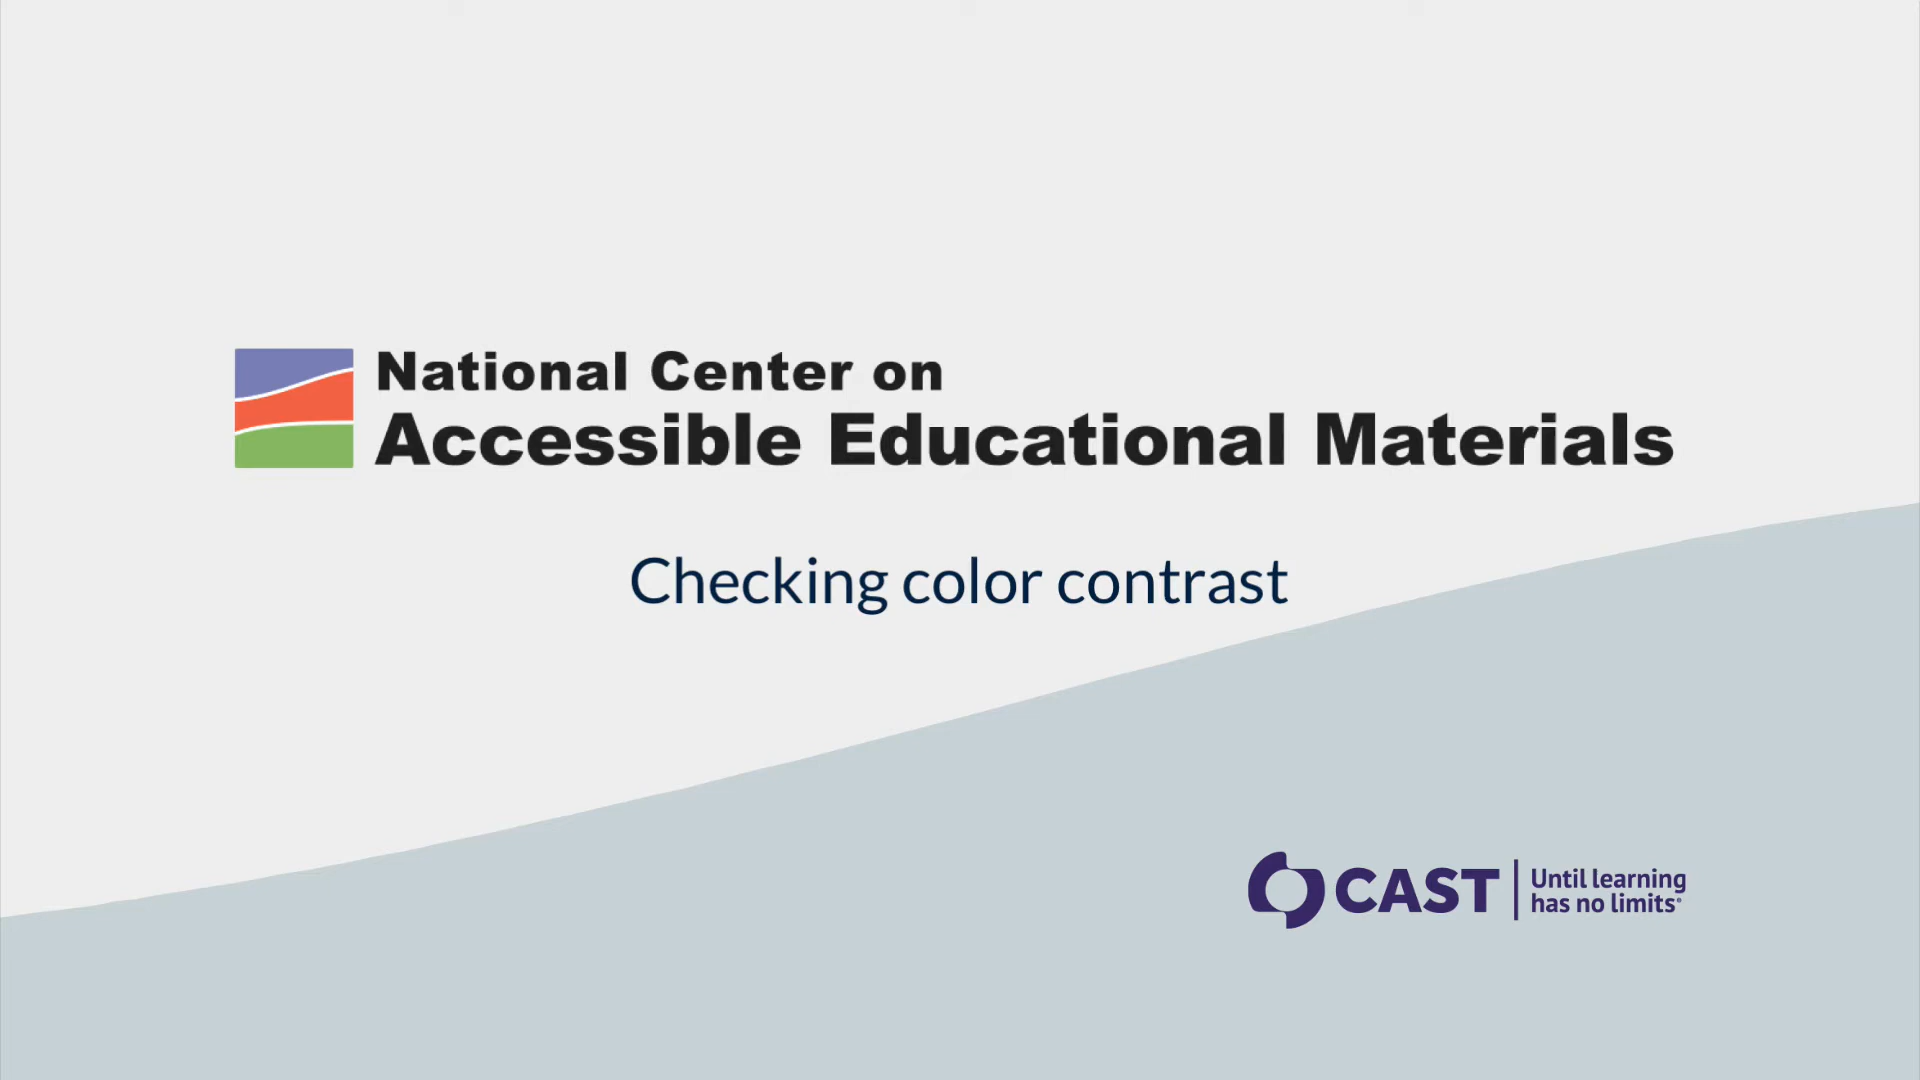 National Center on
Accessible Educational Materials
Checking color contrast
CAST
Until learning
has no limits®